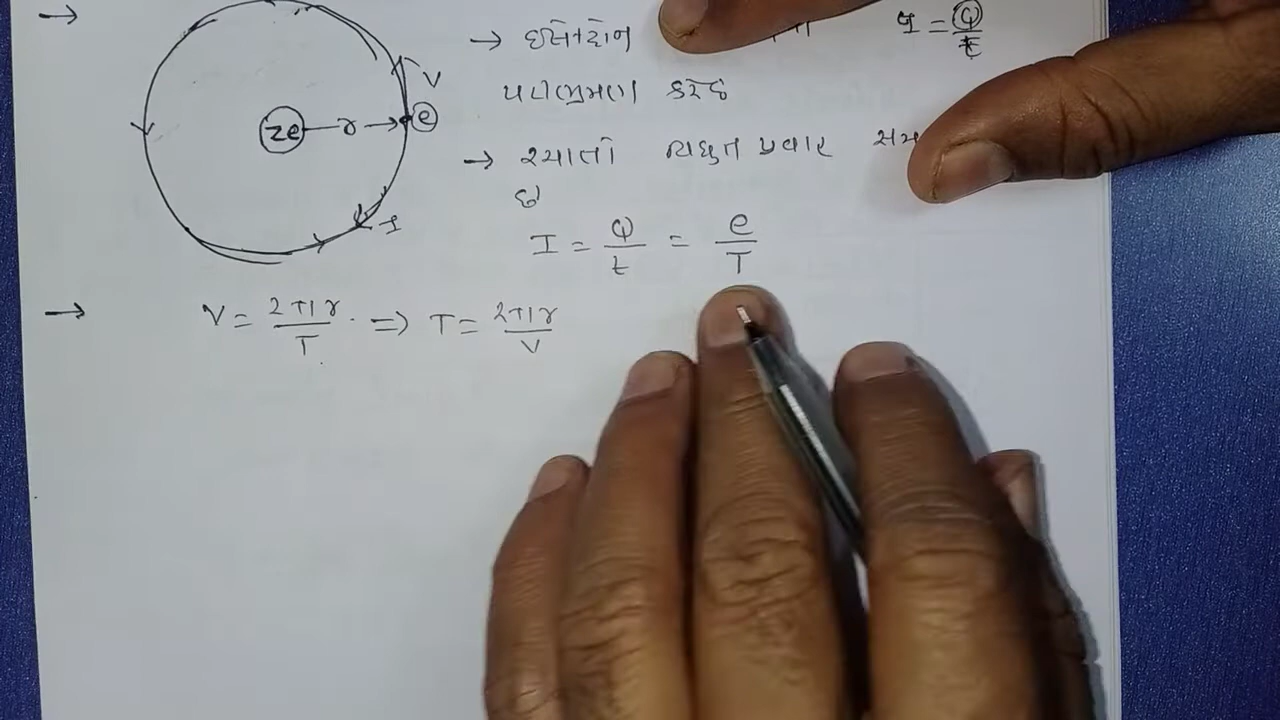 → ઇલેક્ટ્રોન I = Q/t
V
ze r → e
પરિભ્રમણ કરે છે
→ રચાતો વિદ્યુત પ્રવાહ
છે
I
I = Q/t = e/T
→ V = 2πr/T ⇒ T = 2πr/V